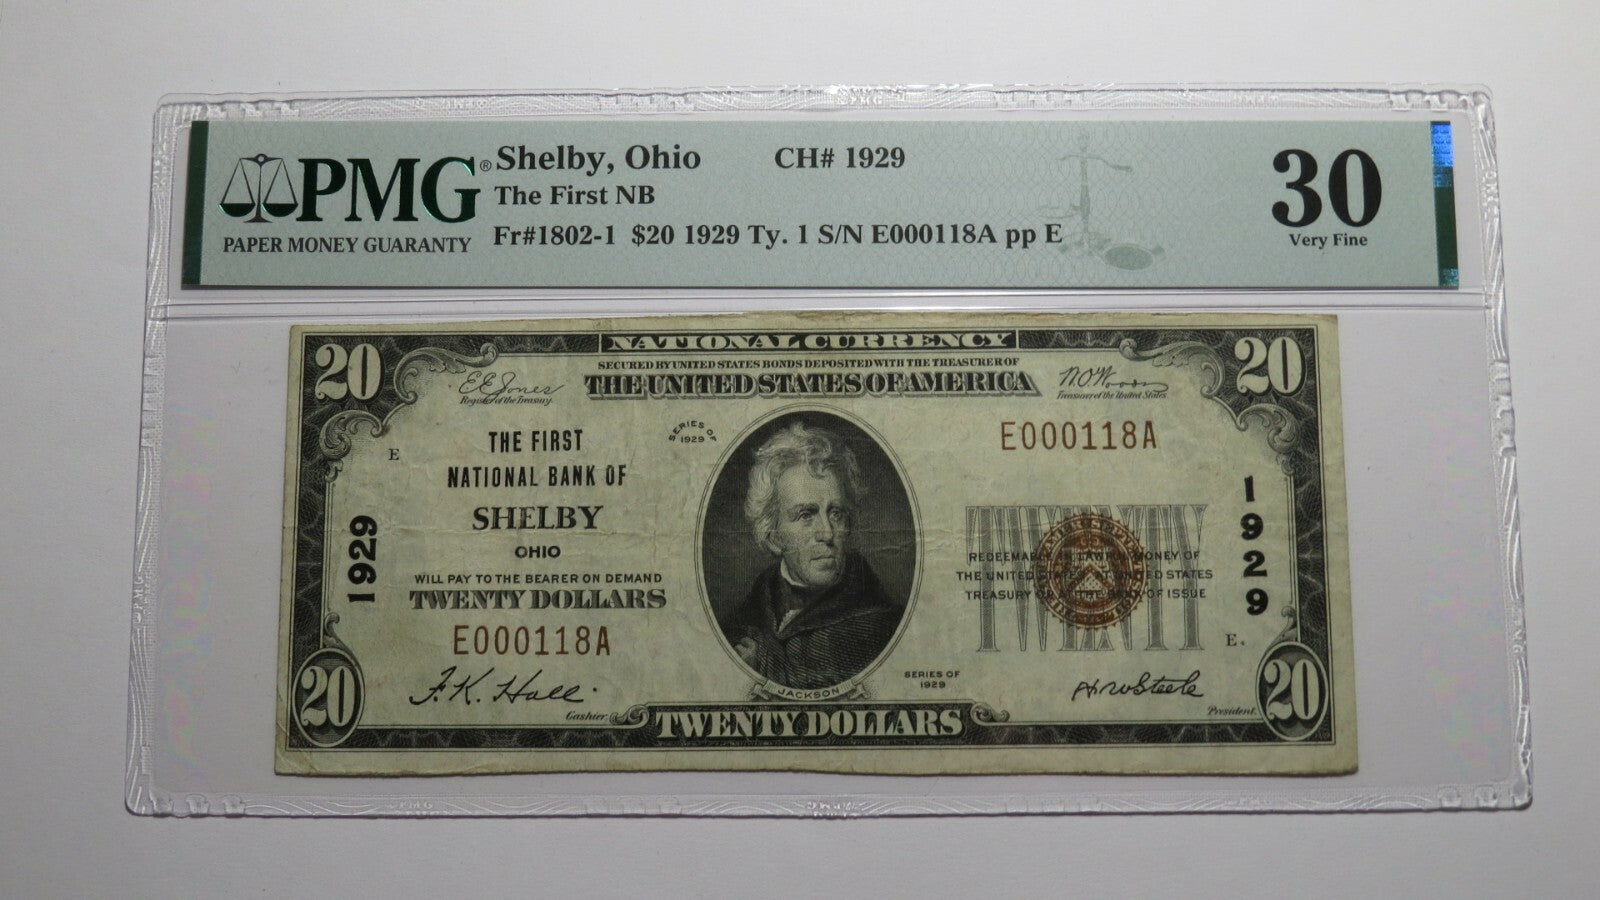 PMG®
PAPER MONEY GUARANTY
Shelby, Ohio CH# 1929
The First NB
Fr#1802-1 $20 1929 Ty. 1 S/N E000118A pp E
30
Very Fine
NATIONAL CURRENCY
SECURED BY UNITED STATES BONDS DEPOSITED WITH THE TREASURER OF
THE UNITED STATES OF AMERICA
20
20
E.E. Jones
Register of the Treasury.
W.O. Woods
Treasurer of the United States
E
THE FIRST
NATIONAL BANK OF
SHELBY
OHIO
WILL PAY TO THE BEARER ON DEMAND
TWENTY DOLLARS
E000118A
1929
F.K. Hall.
Cashier.
SERIES OF
1929
JACKSON
E000118A
TWENTY
REDEEMABLE IN LAWFUL MONEY OF
THE UNITED STATES AT UNITED STATES
TREASURY OR AT THE BANK OF ISSUE
1929
E
SERIES OF
1929
H W Steele
President.
20
TWENTY DOLLARS
20